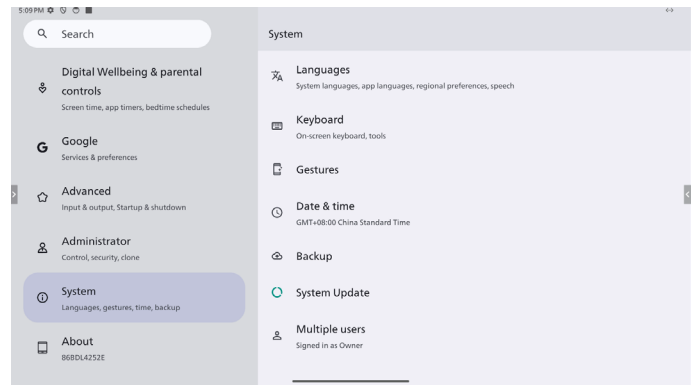 5:09 PM
Search
Digital Wellbeing & parental
controls
Screen time, app timers, bedtime schedules
Google
Services & preferences
Advanced
Input & output, Startup & shutdown
Administrator
Control, security, clone
System
Languages, gestures, time, backup
About
86BDL4252E
System
Languages
System languages, app languages, regional preferences, speech
Keyboard
On-screen keyboard, tools
Gestures
Date & time
GMT+08:00 China Standard Time
Backup
System Update
Multiple users
Signed in as Owner